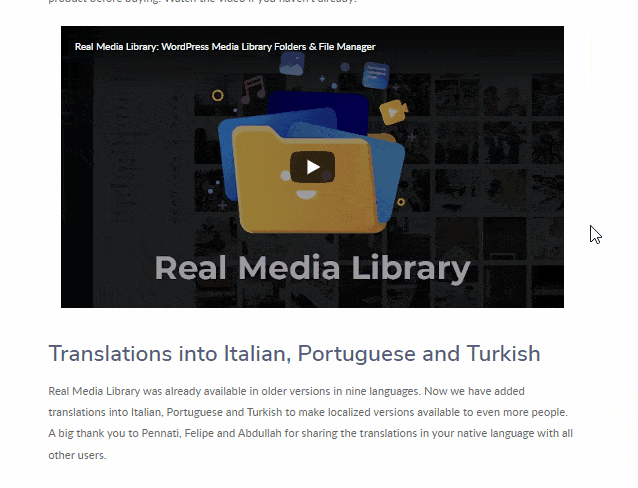 product before buying. Watch the video if you haven't already!
Real Media Library: WordPress Media Library Folders & File Manager
Real Media Library
Translations into Italian, Portuguese and Turkish
Real Media Library was already available in older versions in nine languages. Now we have added
translations into Italian, Portuguese and Turkish to make localized versions available to even more people.
A big thank you to Pennati, Felipe and Abdullah for sharing the translations in your native language with all
other users.